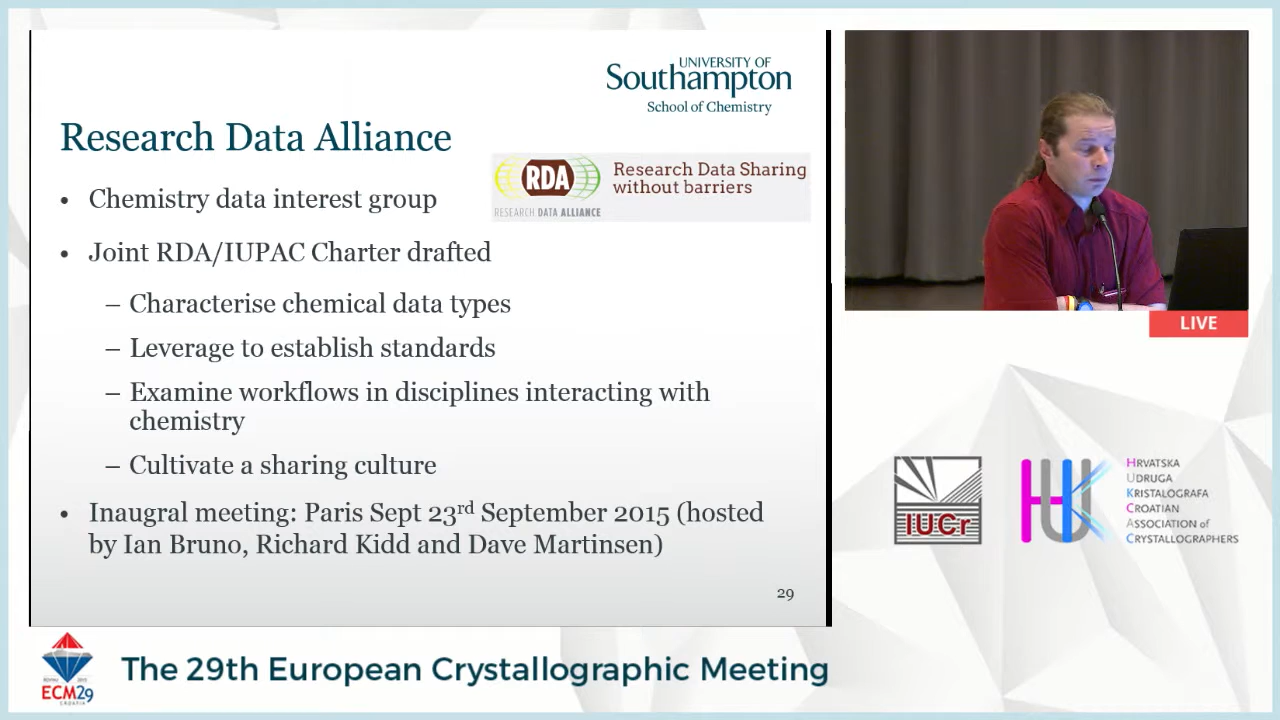 UNIVERSITY OF
Southampton
School of Chemistry
Research Data Alliance
RDA
RESEARCH DATA ALLIANCE
Research Data Sharing
without barriers
• Chemistry data interest group
• Joint RDA/IUPAC Charter drafted
– Characterise chemical data types
– Leverage to establish standards
– Examine workflows in disciplines interacting with
chemistry
– Cultivate a sharing culture
• Inaugral meeting: Paris Sept 23rd September 2015 (hosted
by Ian Bruno, Richard Kidd and Dave Martinsen)
29
LIVE
IUCr
HUK
HRVATSKA
UDRUGA
KRISTALOGRAFA
CROATIAN
ASSOCIATION of
CRYSTALLOGRAPHERS
ECM29
CROATIA
The 29th European Crystallographic Meeting